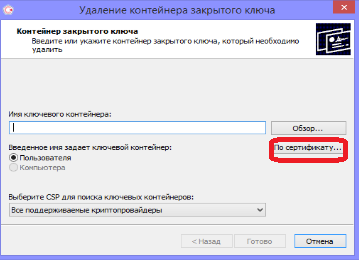 Удаление контейнера закрытого ключа
Контейнер закрытого ключа
Введите или укажите контейнер закрытого ключа, который необходимо
удалить
Имя ключевого контейнера:
Обзор...
Введенное имя задает ключевой контейнер:
По сертификату...
Пользователя
Компьютера
Выберите CSP для поиска ключевых контейнеров:
Все поддерживаемые криптопровайдеры
< Назад
Готово
Отмена